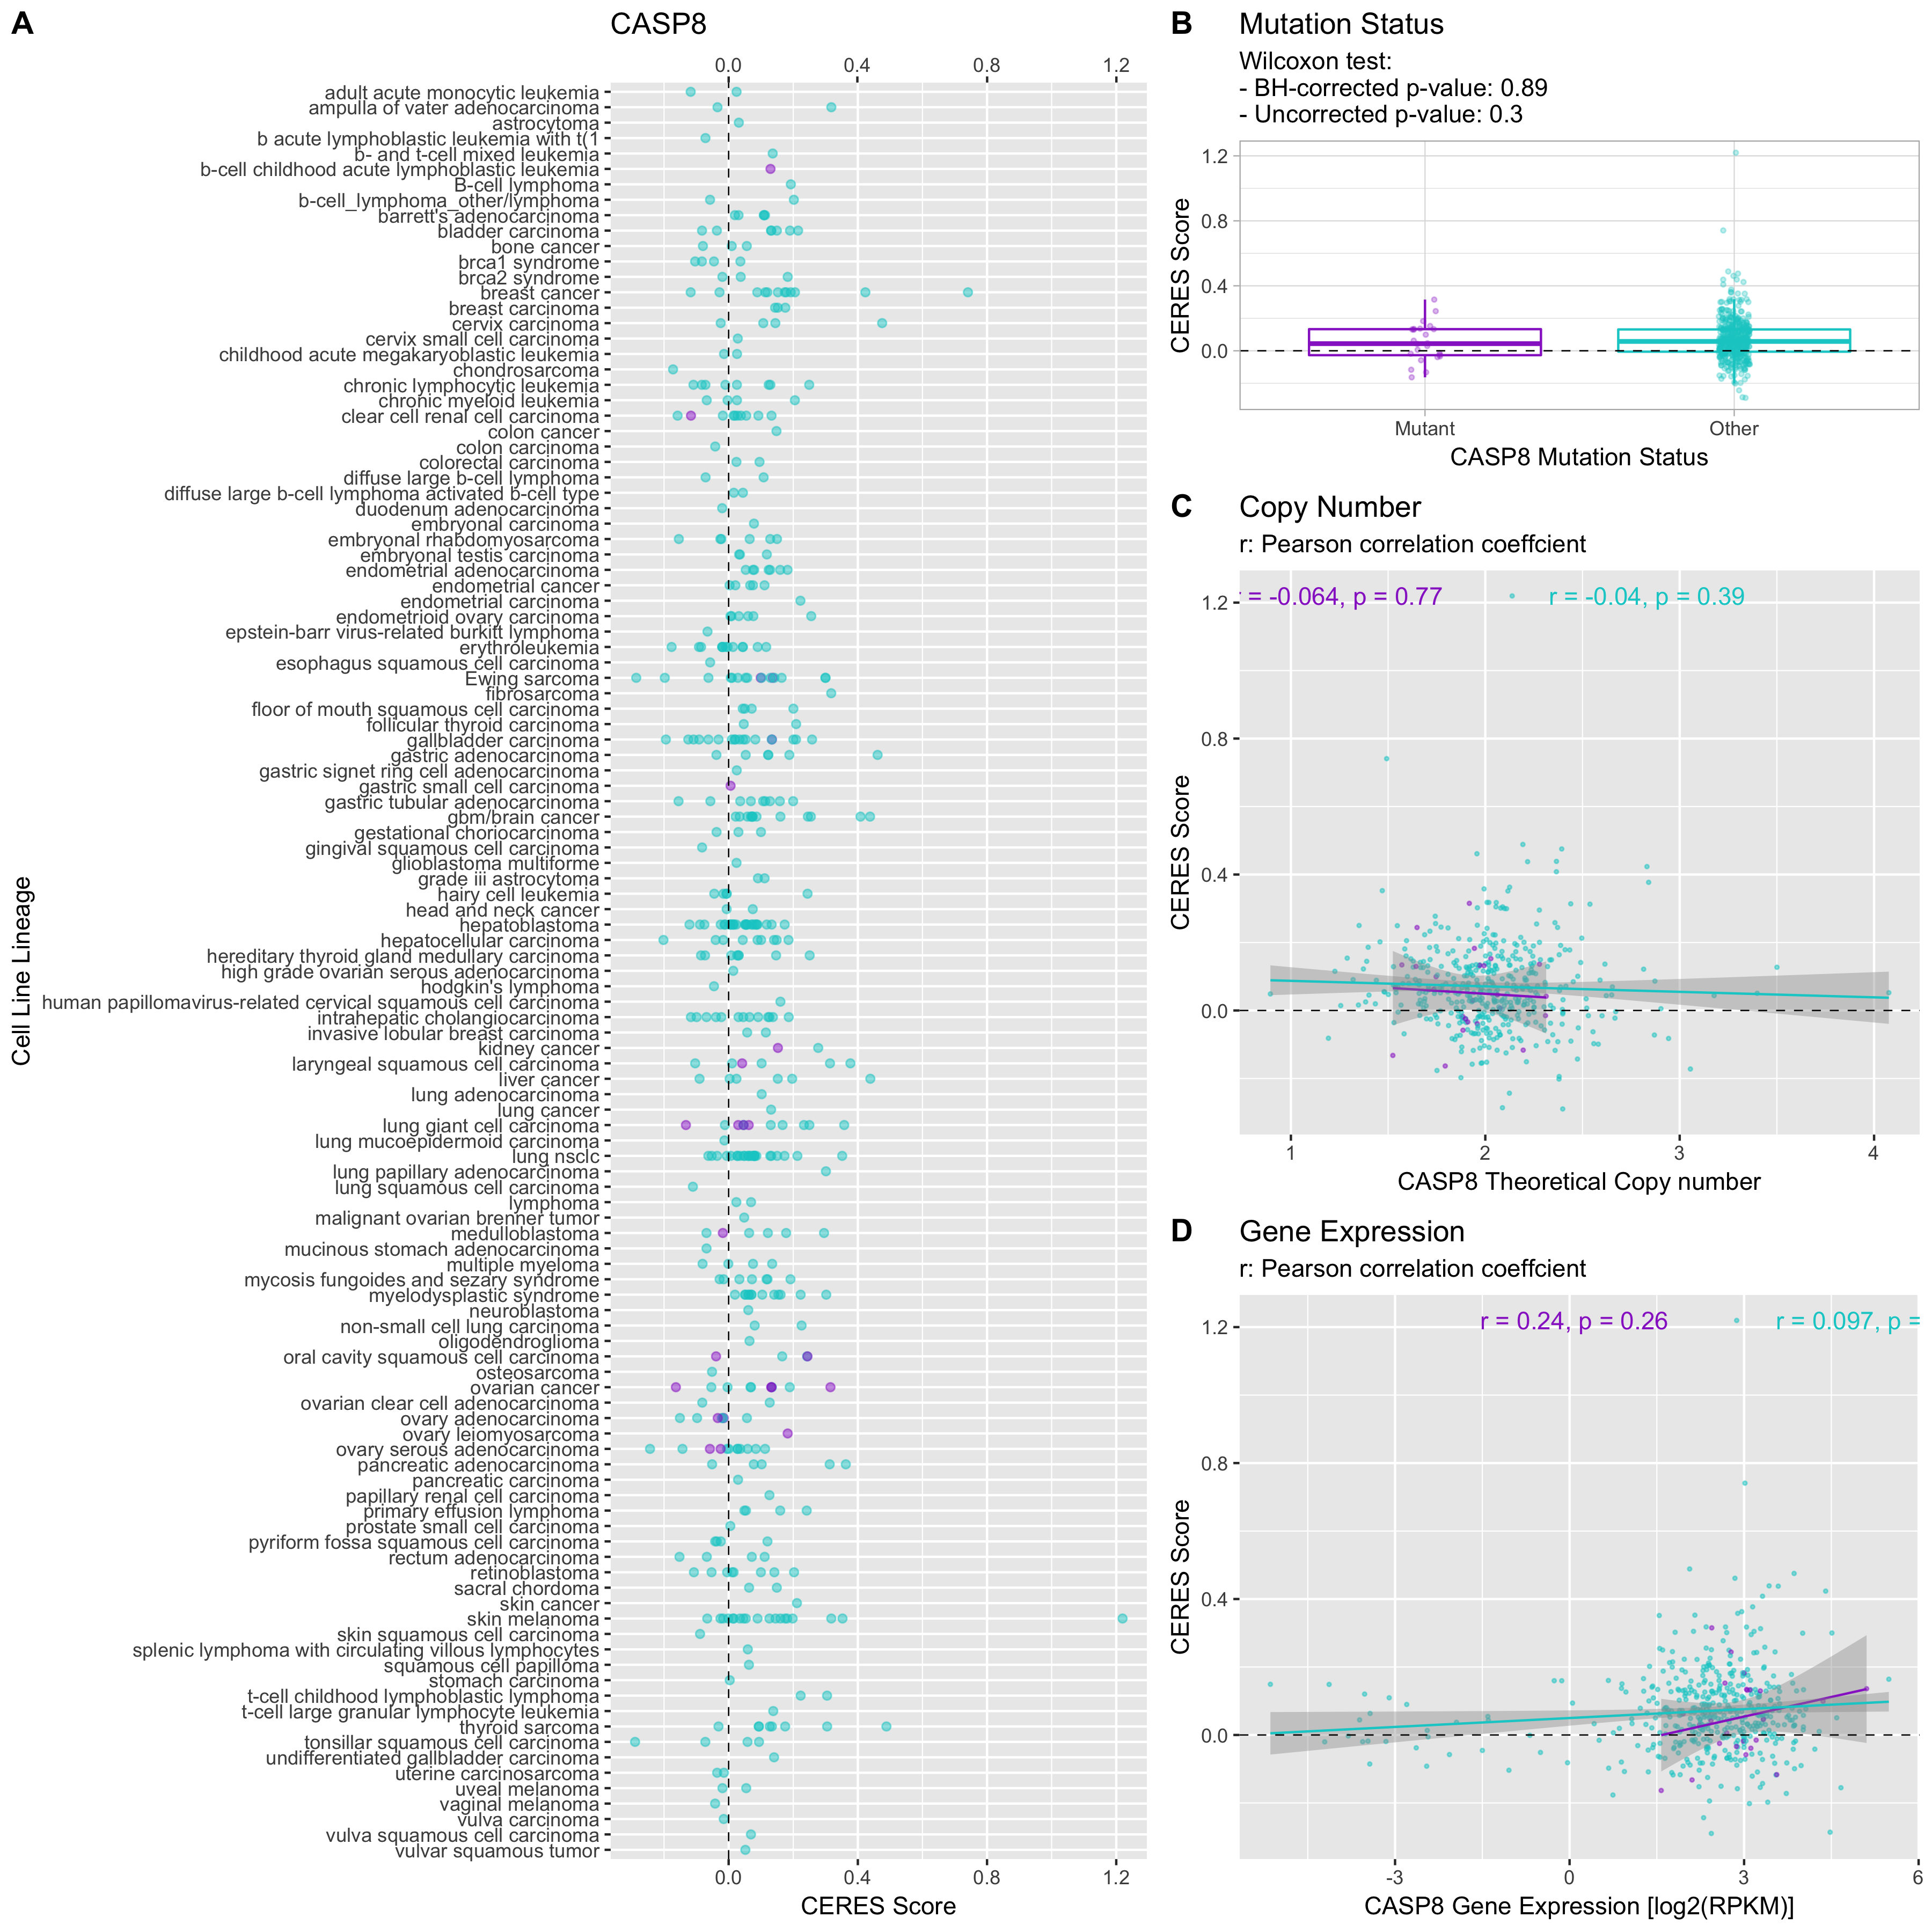 A
CASP8
0.0 0.4 0.8 1.2
Cell Line Lineage
adult acute monocytic leukemia
ampulla of vater adenocarcinoma
astrocytoma
b acute lymphoblastic leukemia with t(1
b- and t-cell mixed leukemia
b-cell childhood acute lymphoblastic leukemia
B-cell lymphoma
b-cell_lymphoma_other/lymphoma
barrett's adenocarcinoma
bladder carcinoma
bone cancer
brca1 syndrome
brca2 syndrome
breast cancer
breast carcinoma
cervix carcinoma
cervix small cell carcinoma
childhood acute megakaryoblastic leukemia
chondrosarcoma
chronic lymphocytic leukemia
chronic myeloid leukemia
clear cell renal cell carcinoma
colon cancer
colon carcinoma
colorectal carcinoma
diffuse large b-cell lymphoma
diffuse large b-cell lymphoma activated b-cell type
duodenum adenocarcinoma
embryonal carcinoma
embryonal rhabdomyosarcoma
embryonal testis carcinoma
endometrial adenocarcinoma
endometrial cancer
endometrial carcinoma
endometrioid ovary carcinoma
epstein-barr virus-related burkitt lymphoma
erythroleukemia
esophagus squamous cell carcinoma
Ewing sarcoma
fibrosarcoma
floor of mouth squamous cell carcinoma
follicular thyroid carcinoma
gallbladder carcinoma
gastric adenocarcinoma
gastric signet ring cell adenocarcinoma
gastric small cell carcinoma
gastric tubular adenocarcinoma
gbm/brain cancer
gestational choriocarcinoma
gingival squamous cell carcinoma
glioblastoma multiforme
grade iii astrocytoma
hairy cell leukemia
head and neck cancer
hepatoblastoma
hepatocellular carcinoma
hereditary thyroid gland medullary carcinoma
high grade ovarian serous adenocarcinoma
hodgkin's lymphoma
human papillomavirus-related cervical squamous cell carcinoma
intrahepatic cholangiocarcinoma
invasive lobular breast carcinoma
kidney cancer
laryngeal squamous cell carcinoma
liver cancer
lung adenocarcinoma
lung cancer
lung giant cell carcinoma
lung mucoepidermoid carcinoma
lung nsclc
lung papillary adenocarcinoma
lung squamous cell carcinoma
lymphoma
malignant ovarian brenner tumor
medulloblastoma
mucinous stomach adenocarcinoma
multiple myeloma
mycosis fungoides and sezary syndrome
myelodysplastic syndrome
neuroblastoma
non-small cell lung carcinoma
oligodendroglioma
oral cavity squamous cell carcinoma
osteosarcoma
ovarian cancer
ovarian clear cell adenocarcinoma
ovary adenocarcinoma
ovary leiomyosarcoma
ovary serous adenocarcinoma
pancreatic adenocarcinoma
pancreatic carcinoma
papillary renal cell carcinoma
primary effusion lymphoma
prostate small cell carcinoma
pyriform fossa squamous cell carcinoma
rectum adenocarcinoma
retinoblastoma
sacral chordoma
skin cancer
skin melanoma
skin squamous cell carcinoma
splenic lymphoma with circulating villous lymphocytes
squamous cell papilloma
stomach carcinoma
t-cell childhood lymphoblastic lymphoma
t-cell large granular lymphocyte leukemia
thyroid sarcoma
tonsillar squamous cell carcinoma
undifferentiated gallbladder carcinoma
uterine carcinosarcoma
uveal melanoma
vaginal melanoma
vulva carcinoma
vulva squamous cell carcinoma
vulvar squamous tumor
0.0 0.4 0.8 1.2
CERES Score
B
Mutation Status
Wilcoxon test:
- BH-corrected p-value: 0.89
- Uncorrected p-value: 0.3
CERES Score
1.2
0.8
0.4
0.0
Mutant Other
CASP8 Mutation Status
C
Copy Number
r: Pearson correlation coeffcient
r = -0.064, p = 0.77 r = -0.04, p = 0.39
CERES Score
1.2
0.8
0.4
0.0
1 2 3 4
CASP8 Theoretical Copy number
D
Gene Expression
r: Pearson correlation coeffcient
r = 0.24, p = 0.26 r = 0.097, p =
CERES Score
1.2
0.8
0.4
0.0
-3 0 3 6
CASP8 Gene Expression [log2(RPKM)]